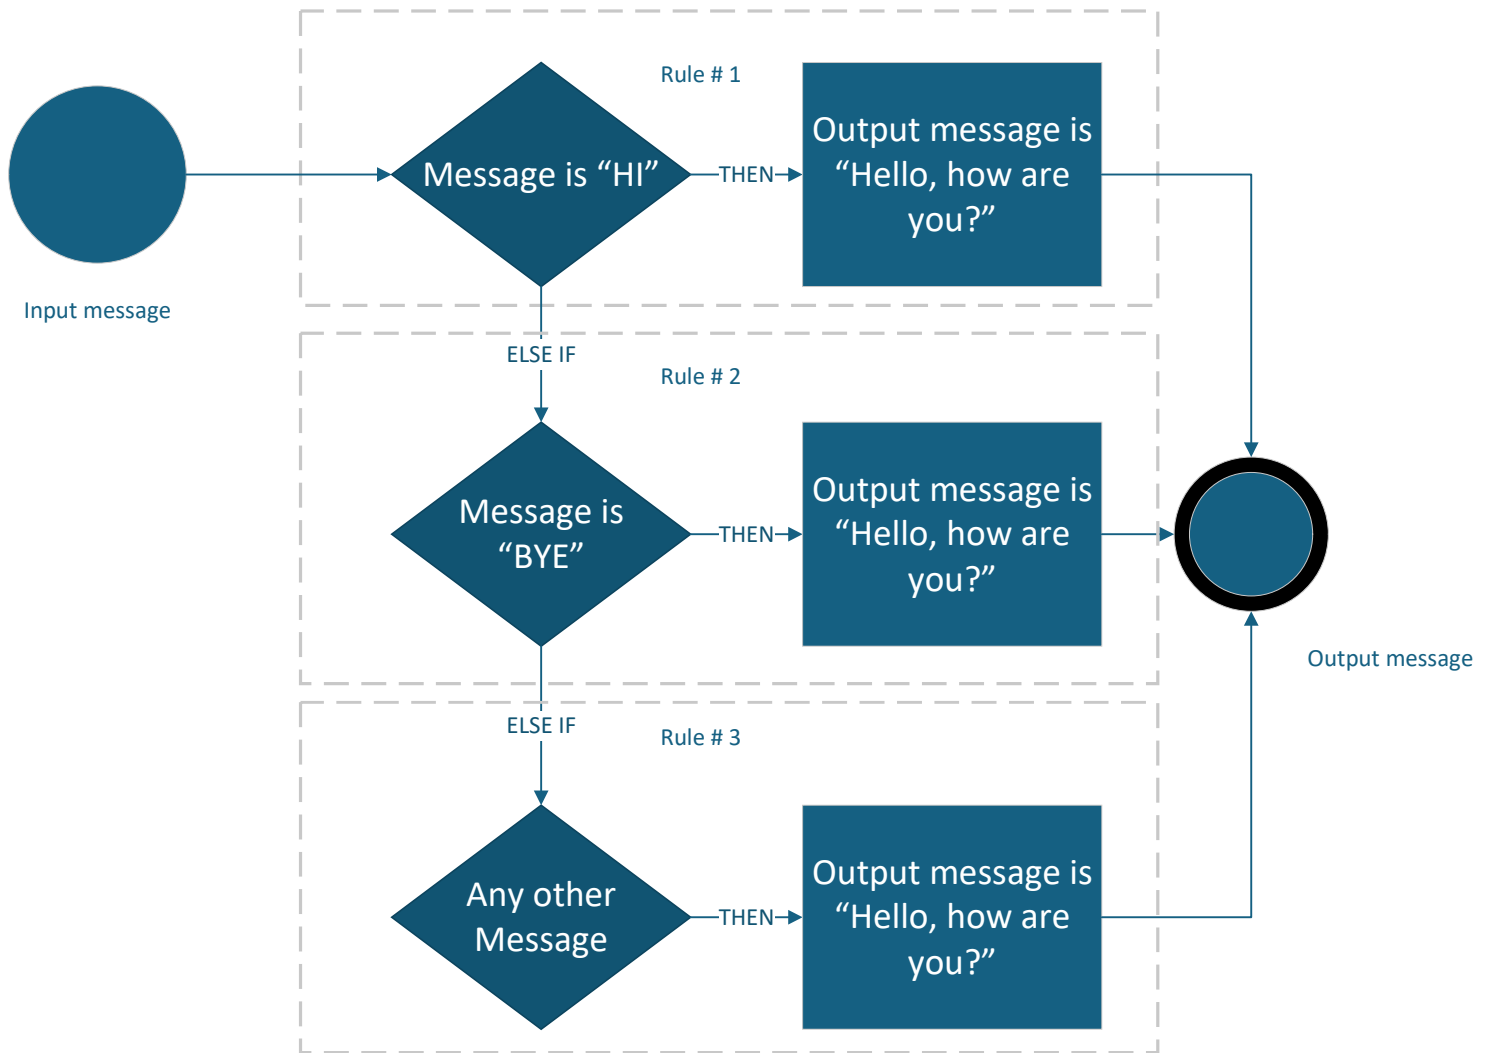 Rule # 1
Message is “HI”
THEN
Output message is
“Hello, how are
you?”
Input message
ELSE IF
Rule # 2
Message is
“BYE”
THEN
Output message is
“Hello, how are
you?”
Output message
ELSE IF
Rule # 3
Any other
Message
THEN
Output message is
“Hello, how are
you?”